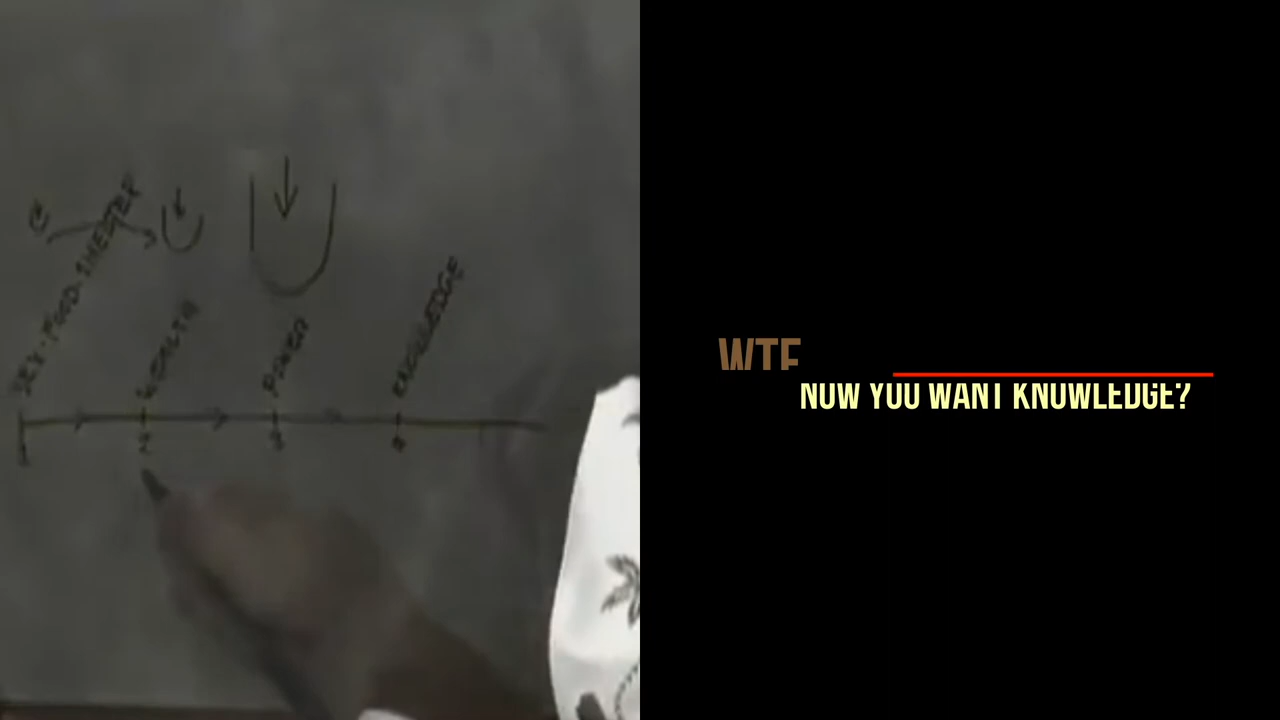 SEX-FOOD-SHELTER
WEALTH
POWER
KNOWLEDGE
WTF
NOW YOU WANT KNOWLEDGE?